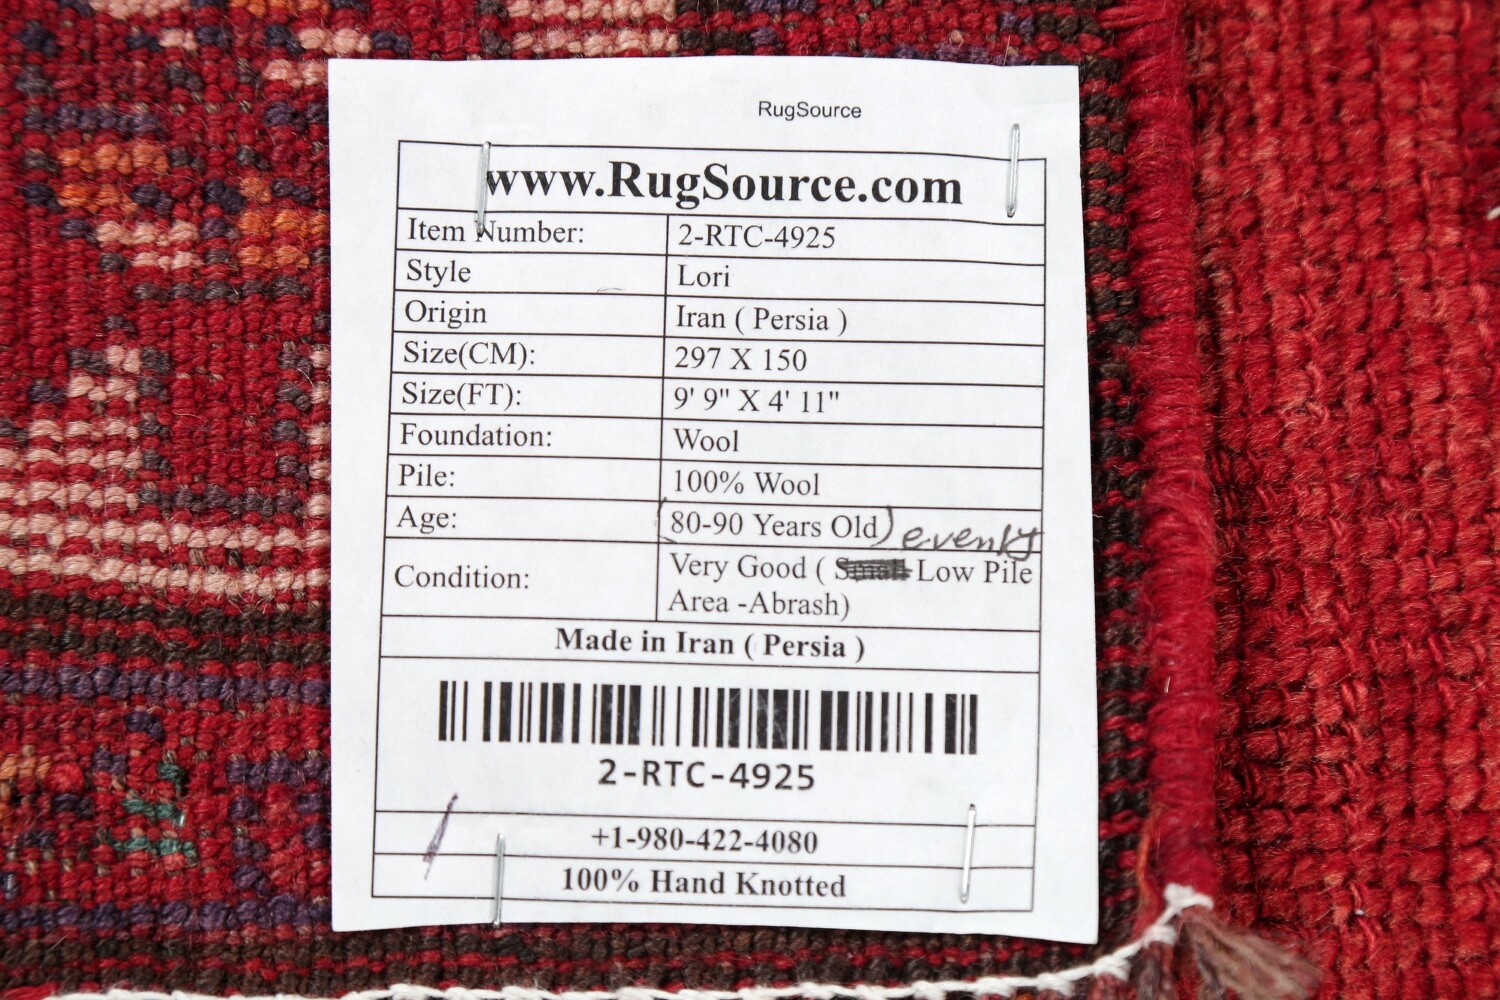 RugSource
www.RugSource.com
Item Number: 2-RTC-4925
Style Lori
Origin Iran ( Persia )
Size(CM): 297 X 150
Size(FT): 9' 9" X 4' 11"
Foundation: Wool
Pile: 100% Wool
Age: (80-90 Years Old) evenly
Condition: Very Good ( Small Low Pile
Area -Abrash)
Made in Iran ( Persia )
2-RTC-4925
+1-980-422-4080
100% Hand Knotted